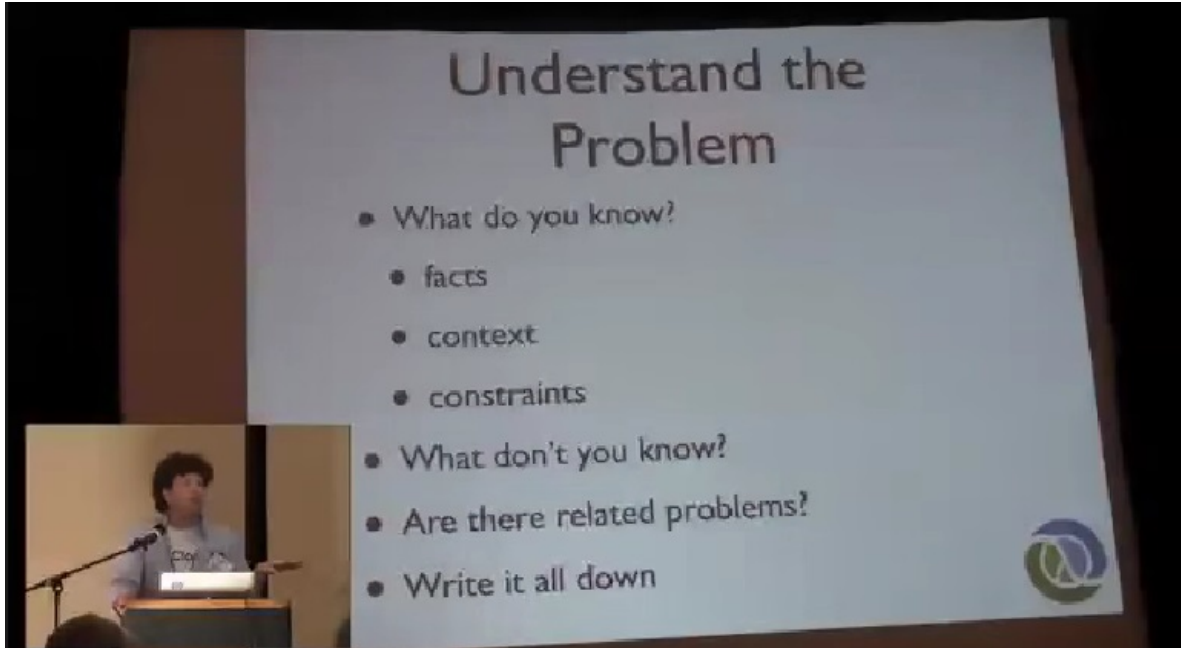 Understand the
Problem
• What do you know?
• facts
• context
• constraints
• What don't you know?
• Are there related problems?
• Write it all down